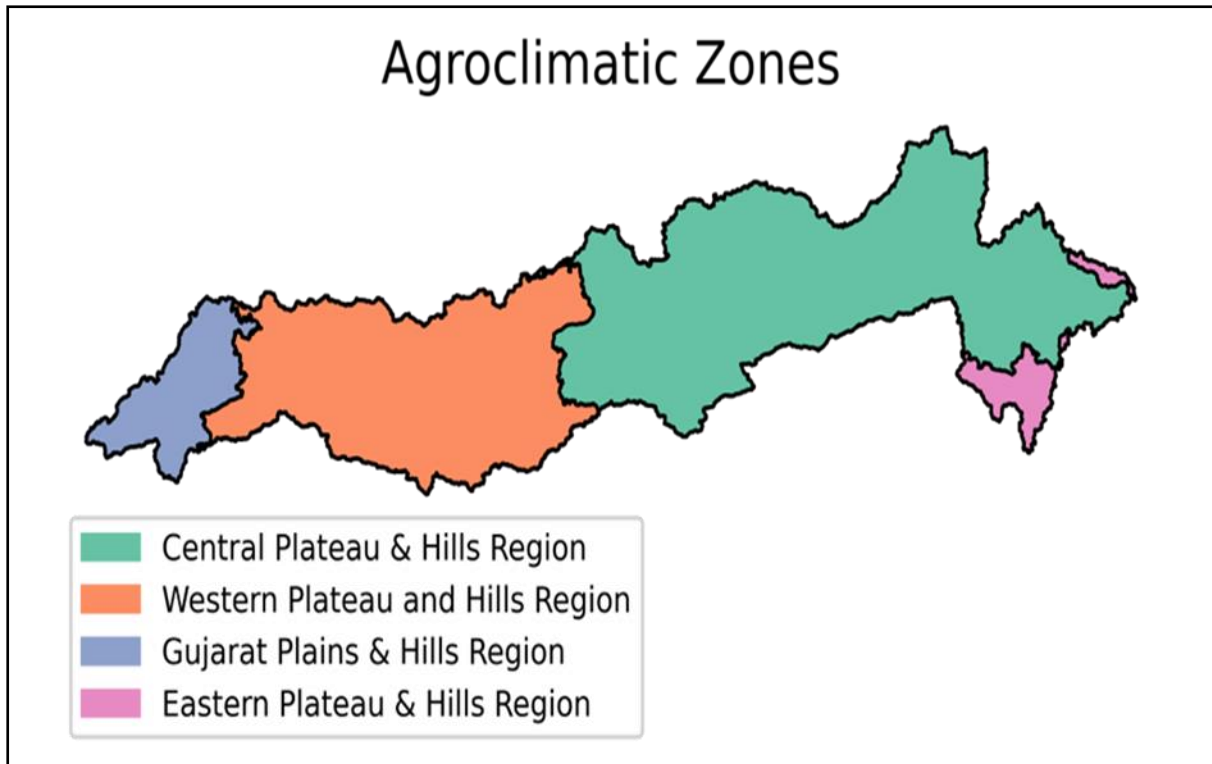 Agroclimatic Zones
Central Plateau & Hills Region
Western Plateau and Hills Region
Gujarat Plains & Hills Region
Eastern Plateau & Hills Region